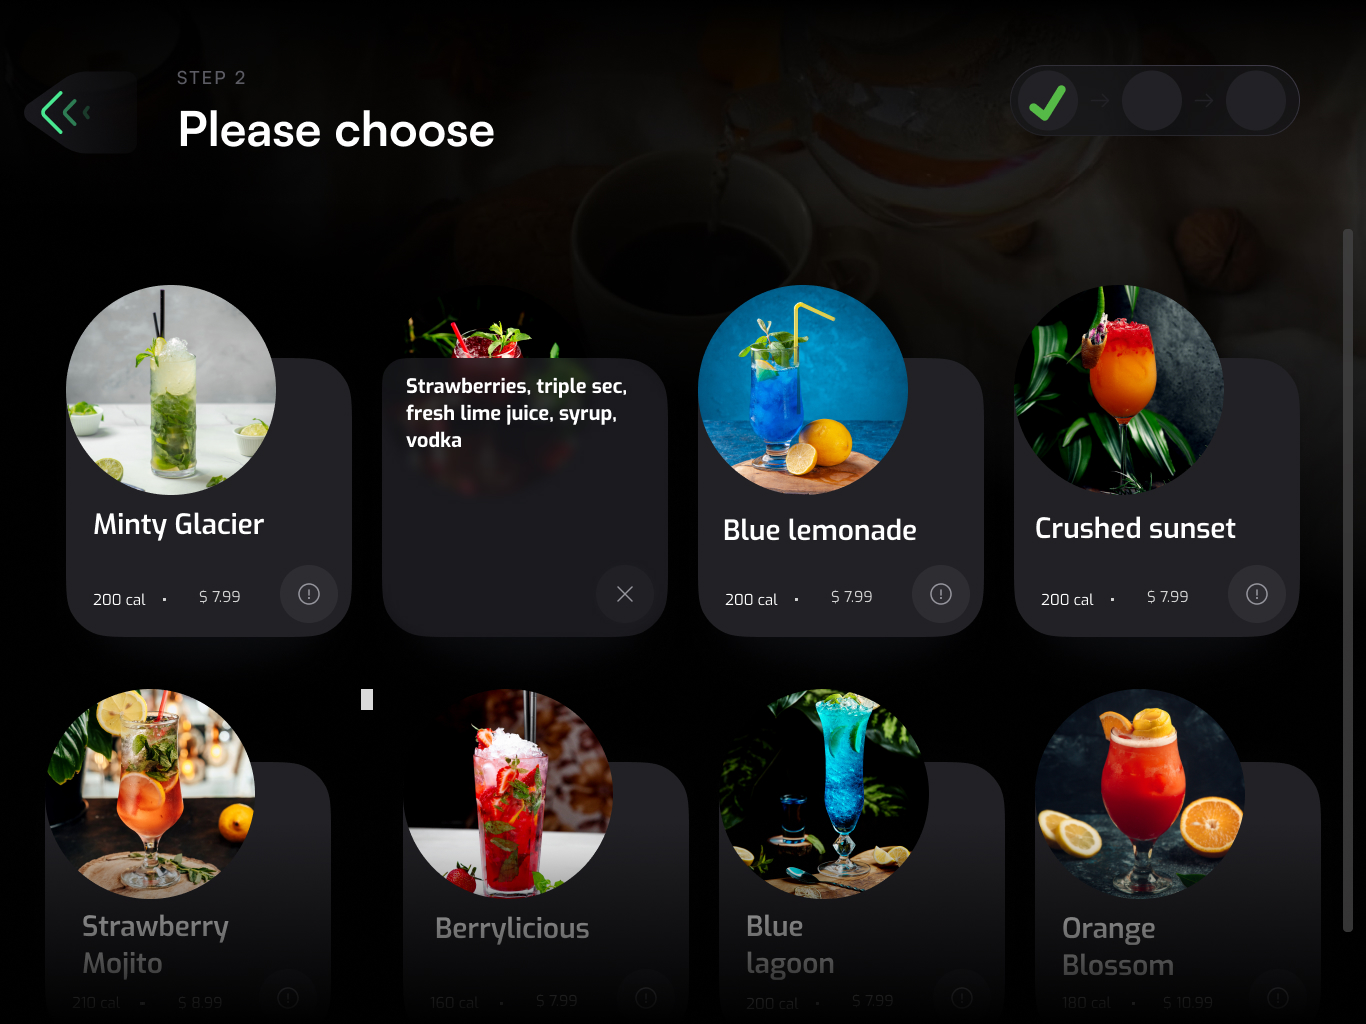 STEP 2
Please choose
Strawberries, triple sec,
fresh lime juice, syrup,
vodka
Minty Glacier
Blue lemonade
Crushed sunset
200 cal • $ 7.99
200 cal • $ 7.99
200 cal • $ 7.99
Strawberry
Mojito
Berrylicious
Blue
lagoon
Orange
Blossom
210 cal • $ 8.99
160 cal • $ 7.99
200 cal • $ 7.99
180 cal • $ 10.99